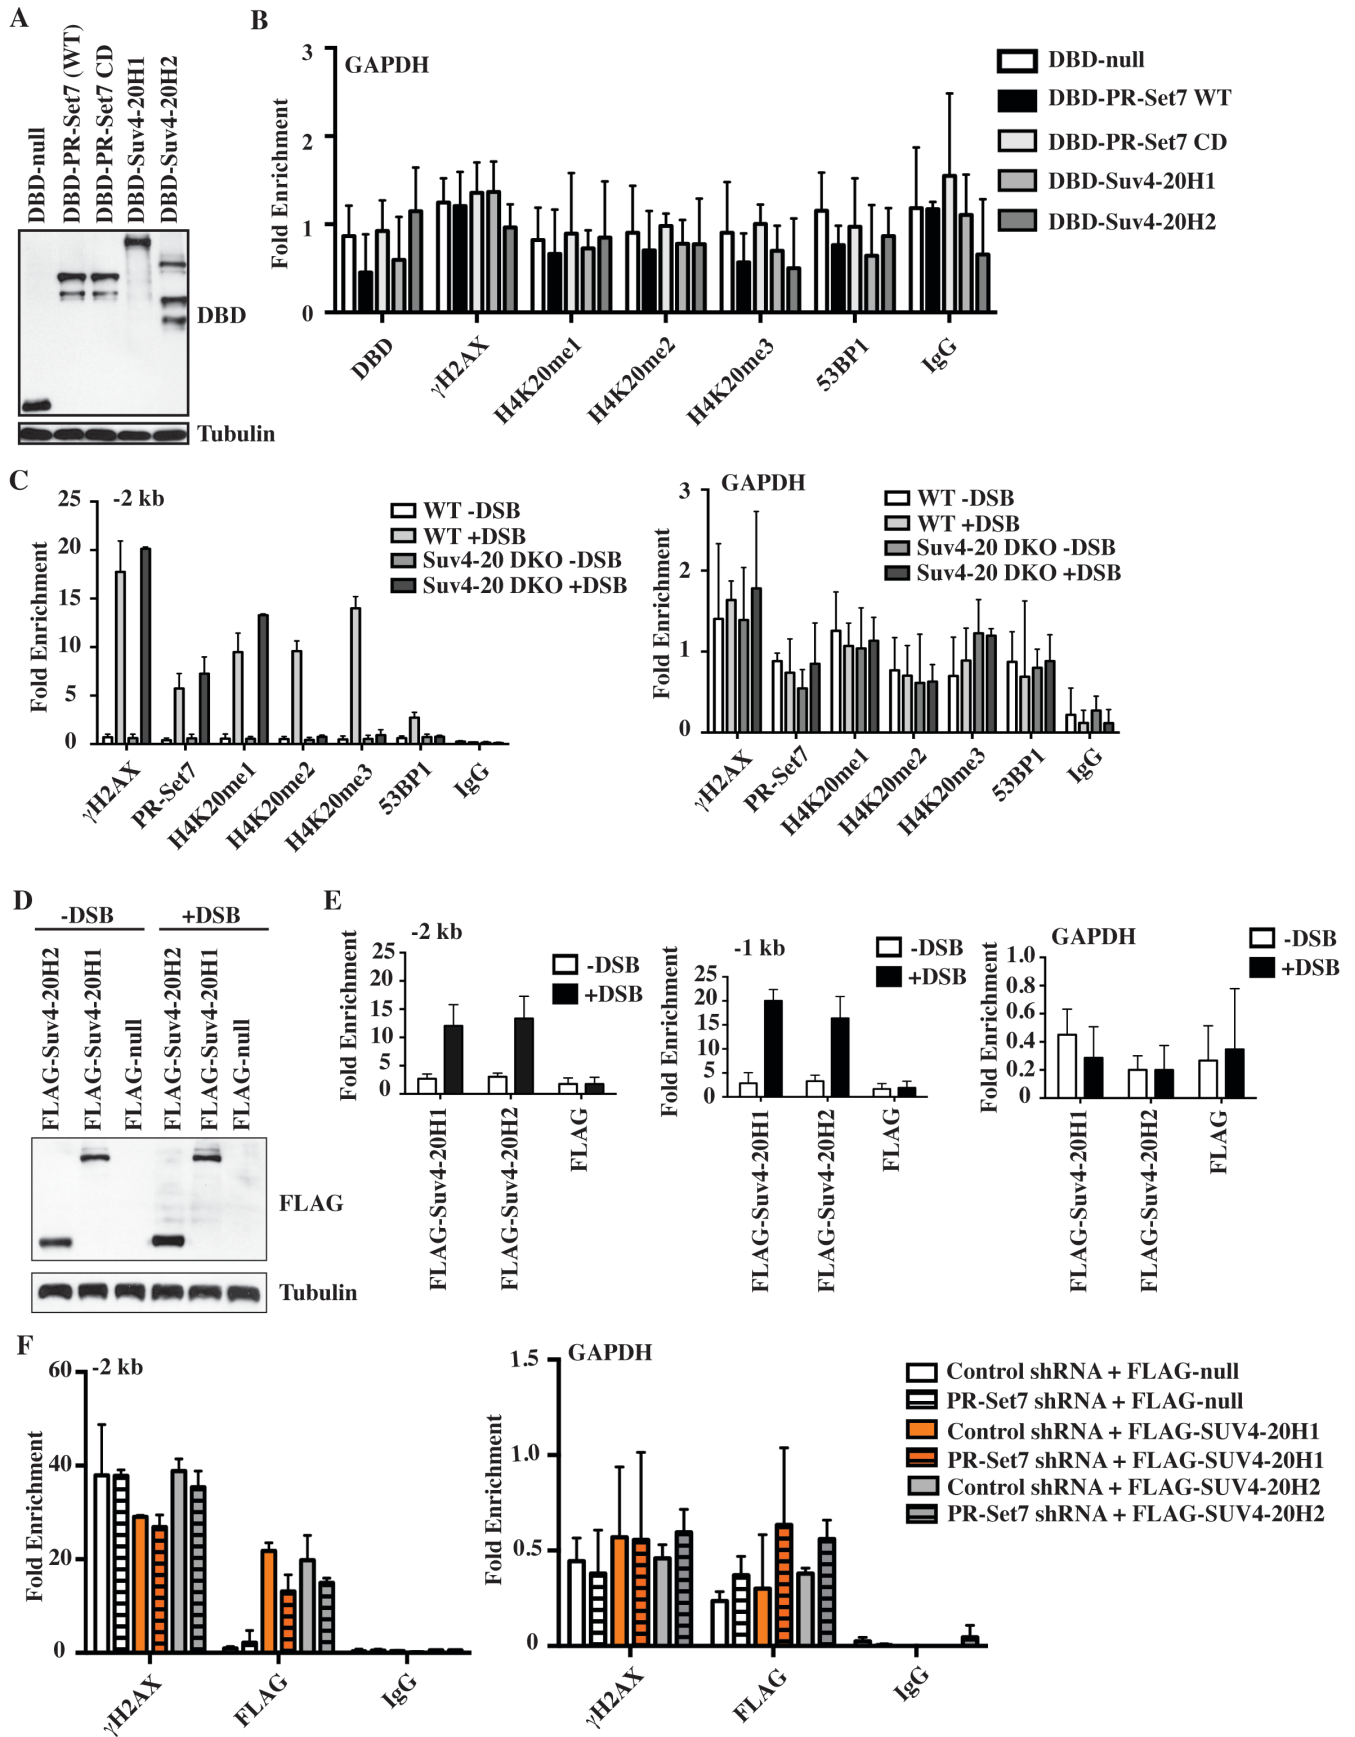 A
DBD-null
DBD-PR-Set7 (WT)
DBD-PR-Set7 CD
DBD-Suv4-20H1
DBD-Suv4-20H2
DBD
Tubulin
B
GAPDH
Fold Enrichment
3
2
1
0
DBD
γH2AX
H4K20me1
H4K20me2
H4K20me3
53BP1
IgG
DBD-null
DBD-PR-Set7 WT
DBD-PR-Set7 CD
DBD-Suv4-20H1
DBD-Suv4-20H2
C
-2 kb
Fold Enrichment
25
20
15
10
5
0
γH2AX
PR-Set7
H4K20me1
H4K20me2
H4K20me3
53BP1
IgG
WT -DSB
WT +DSB
Suv4-20 DKO -DSB
Suv4-20 DKO +DSB
GAPDH
Fold Enrichment
3
2
1
0
γH2AX
PR-Set7
H4K20me1
H4K20me2
H4K20me3
53BP1
IgG
WT -DSB
WT +DSB
Suv4-20 DKO -DSB
Suv4-20 DKO +DSB
D
-DSB
+DSB
FLAG-Suv4-20H2
FLAG-Suv4-20H1
FLAG-null
FLAG-Suv4-20H2
FLAG-Suv4-20H1
FLAG-null
FLAG
Tubulin
E
-2 kb
Fold Enrichment
25
20
15
10
5
0
FLAG-Suv4-20H1
FLAG-Suv4-20H2
FLAG
-DSB
+DSB
-1 kb
Fold Enrichment
25
20
15
10
5
0
FLAG-Suv4-20H1
FLAG-Suv4-20H2
FLAG
-DSB
+DSB
GAPDH
Fold Enrichment
1.0
0.8
0.6
0.4
0.2
0
FLAG-Suv4-20H1
FLAG-Suv4-20H2
FLAG
-DSB
+DSB
F
-2 kb
Fold Enrichment
60
40
20
0
γH2AX
FLAG
IgG
GAPDH
Fold Enrichment
1.5
1.0
0.5
0
γH2AX
FLAG
IgG
Control shRNA + FLAG-null
PR-Set7 shRNA + FLAG-null
Control shRNA + FLAG-SUV4-20H1
PR-Set7 shRNA + FLAG-SUV4-20H1
Control shRNA + FLAG-SUV4-20H2
PR-Set7 shRNA + FLAG-SUV4-20H2